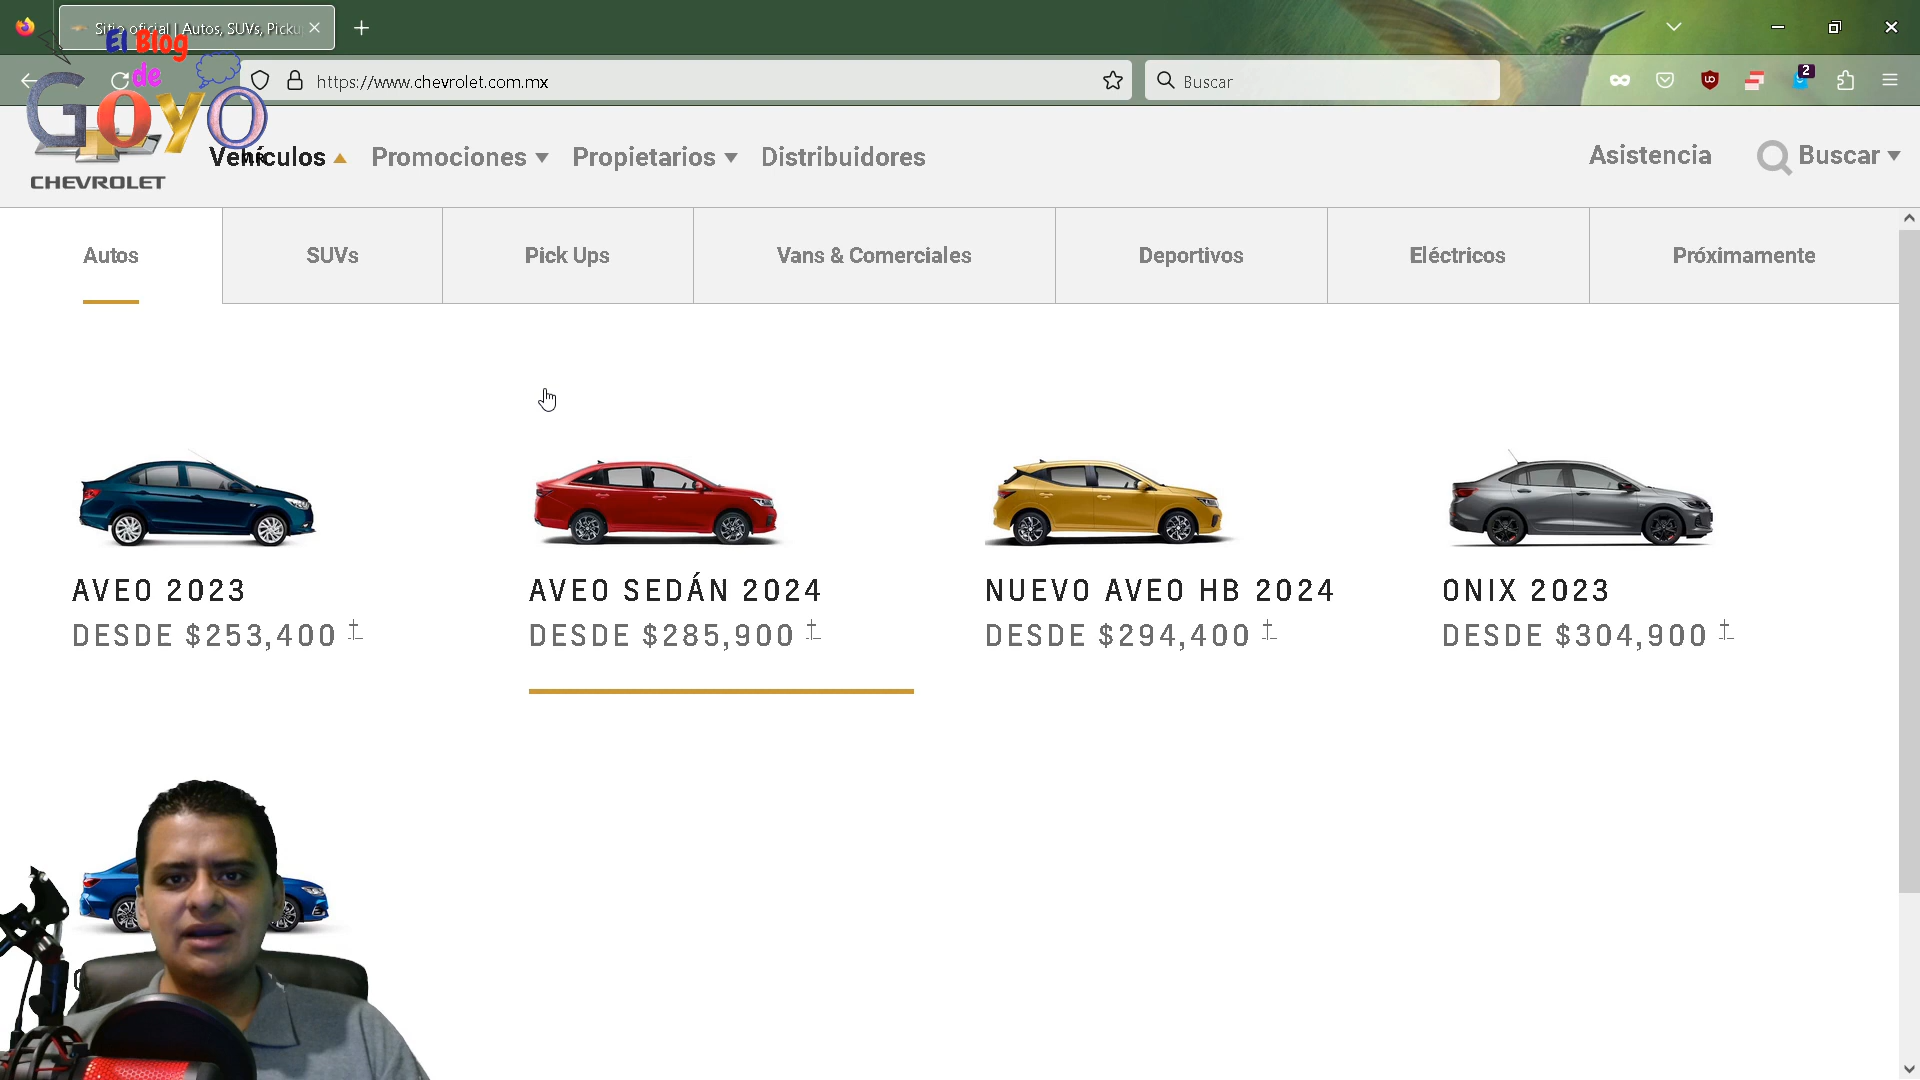 Sitio oficial | Autos, SUVs, Picku
El Blog
de
GOYO
https://www.chevrolet.com.mx
Buscar
2
CHEVROLET
Vehículos
Promociones
Propietarios
Distribuidores
Asistencia
Buscar
Autos
SUVs
Pick Ups
Vans & Comerciales
Deportivos
Eléctricos
Próximamente
AVEO 2023
DESDE $253,400 ±
AVEO SEDÁN 2024
DESDE $285,900 ±
NUEVO AVEO HB 2024
DESDE $294,400 ±
ONIX 2023
DESDE $304,900 ±